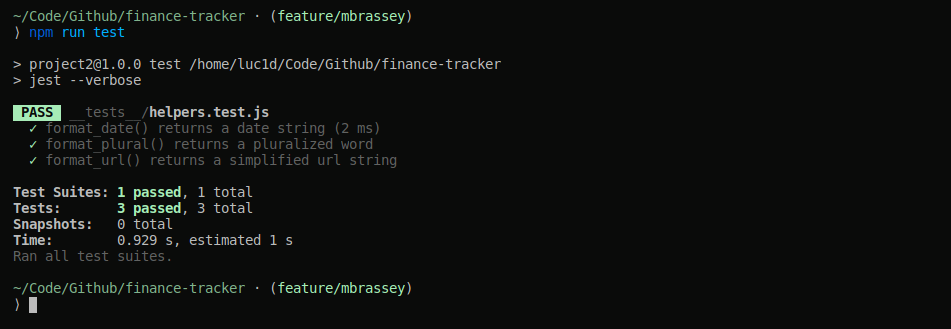 ~/Code/Github/finance-tracker · (feature/mbrassey)
⟩ npm run test
> project2@1.0.0 test /home/luc1d/Code/Github/finance-tracker
> jest --verbose
PASS __tests__/helpers.test.js
✓ format_date() returns a date string (2 ms)
✓ format_plural() returns a pluralized word
✓ format_url() returns a simplified url string
Test Suites: 1 passed, 1 total
Tests:       3 passed, 3 total
Snapshots:   0 total
Time:        0.929 s, estimated 1 s
Ran all test suites.
~/Code/Github/finance-tracker · (feature/mbrassey)
⟩